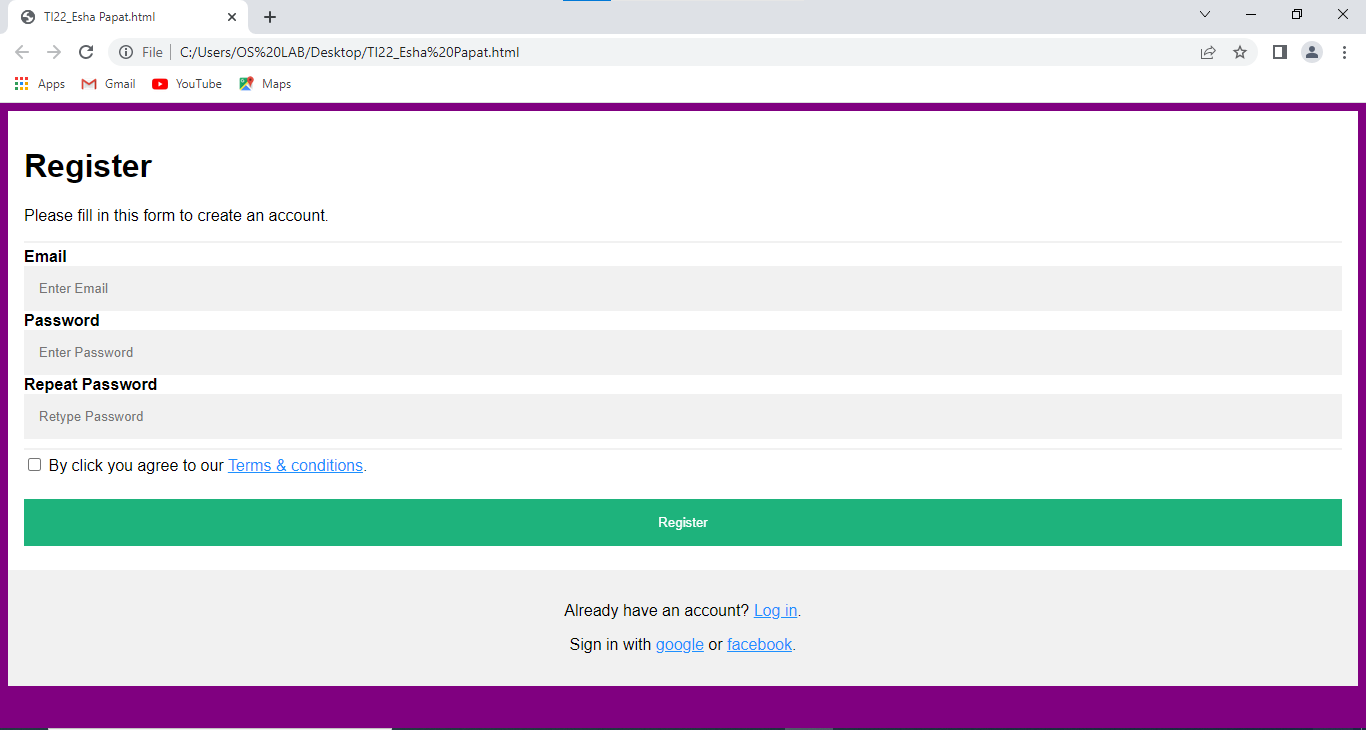 TI22_Esha Papat.html
File C:/Users/OS%20LAB/Desktop/TI22_Esha%20Papat.html
Apps Gmail YouTube Maps
Register
Please fill in this form to create an account.
Email
Enter Email
Password
Enter Password
Repeat Password
Retype Password
By click you agree to our Terms & conditions.
Register
Already have an account? Log in.
Sign in with google or facebook.